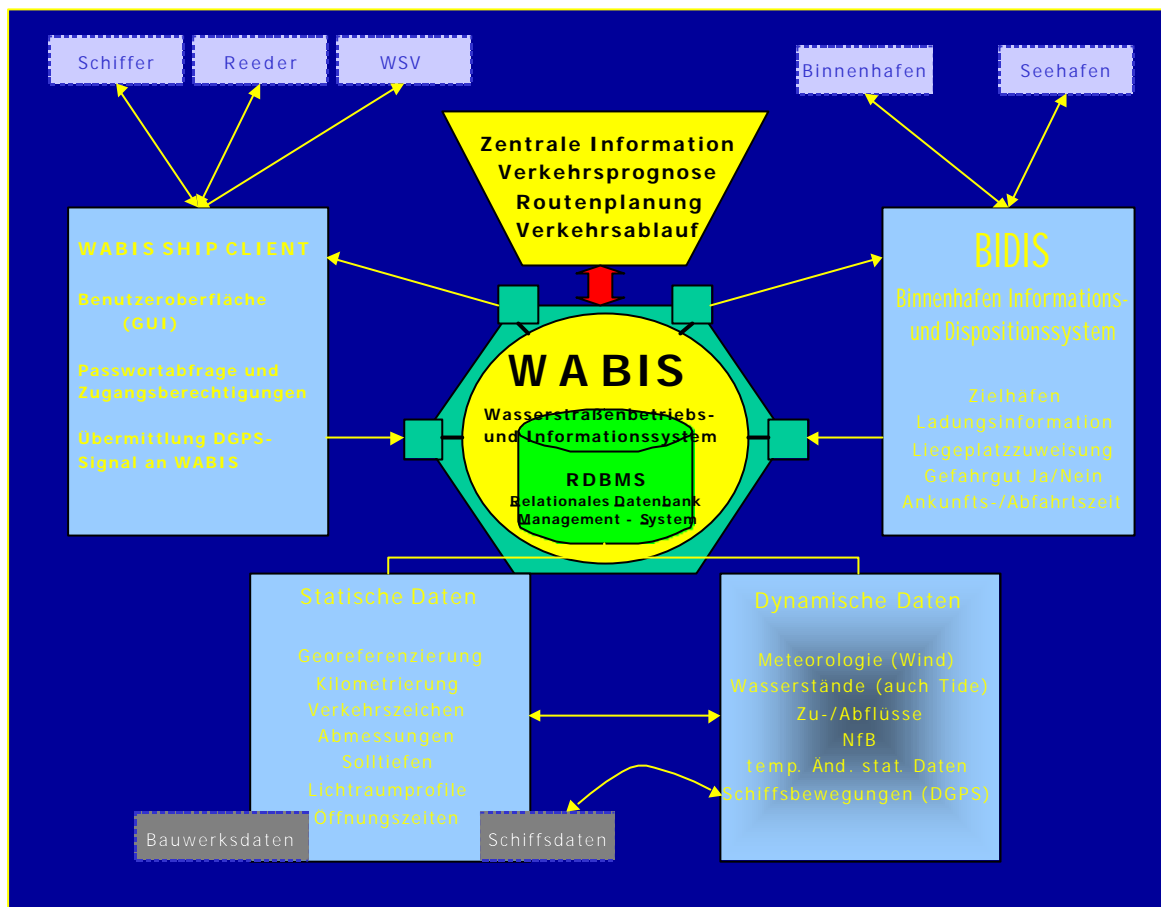 Schiffer
Reeder
WSV
Binnenhafen
Seehafen
Zentrale Information
Verkehrsprognose
Routenplanung
Verkehrsablauf
WABIS SHIP CLIENT
Benutzeroberfläche
(GUI)
Passwortabfrage und
Zugangsberechtigungen
Übermittlung DGPS-
Signal an WABIS
WABIS
Wasserstraßenbetriebs-
und Informationssystem
RDBMS
Relationales Datenbank
Management - System
BIDIS
Binnenhafen Informations-
und Dispositionssystem
Zielhäfen
Ladungsinformation
Liegeplatzzuweisung
Gefahrgut Ja/Nein
Ankunfts-/Abfahrtszeit
Statische Daten
Georeferenzierung
Kilometrierung
Verkehrszeichen
Abmessungen
Solltiefen
Lichtraumprofile
Öffnungszeiten
Bauwerksdaten
Schiffsdaten
Dynamische Daten
Meteorologie (Wind)
Wasserstände (auch Tide)
Zu-/Abflüsse
NfB
temp. Änd. stat. Daten
Schiffsbewegungen (DGPS)